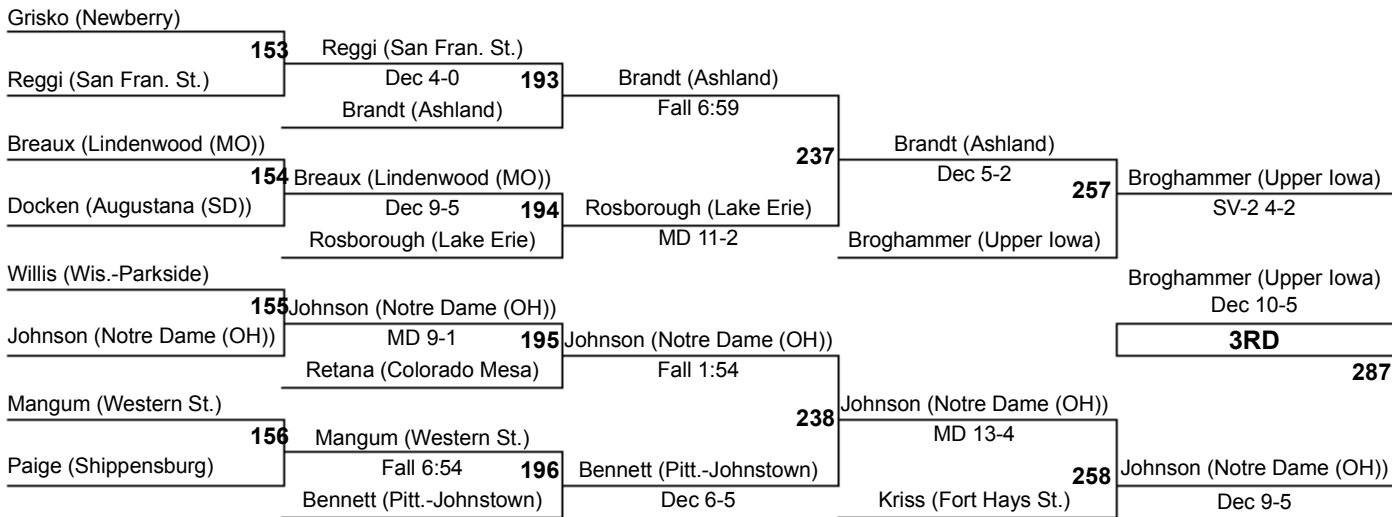 Grisko (Newberry)
153
Reggi (San Fran. St.)
Reggi (San Fran. St.)
Dec 4-0
193
Brandt (Ashland)
Brandt (Ashland)
Fall 6:59
Breaux (Lindenwood (MO))
154
Docken (Augustana (SD))
Breaux (Lindenwood (MO))
Dec 9-5
194
Rosborough (Lake Erie)
Rosborough (Lake Erie)
MD 11-2
237
Brandt (Ashland)
Dec 5-2
257
Broghammer (Upper Iowa)
Broghammer (Upper Iowa)
SV-2 4-2
Willis (Wis.-Parkside)
155
Johnson (Notre Dame (OH))
Johnson (Notre Dame (OH))
MD 9-1
195
Retana (Colorado Mesa)
Johnson (Notre Dame (OH))
Fall 1:54
Mangum (Western St.)
156
Paige (Shippensburg)
Mangum (Western St.)
Fall 6:54
196
Bennett (Pitt.-Johnstown)
Bennett (Pitt.-Johnstown)
Dec 6-5
238
Johnson (Notre Dame (OH))
MD 13-4
258
Kriss (Fort Hays St.)
Johnson (Notre Dame (OH))
Dec 9-5
Broghammer (Upper Iowa)
Dec 10-5
3RD
287